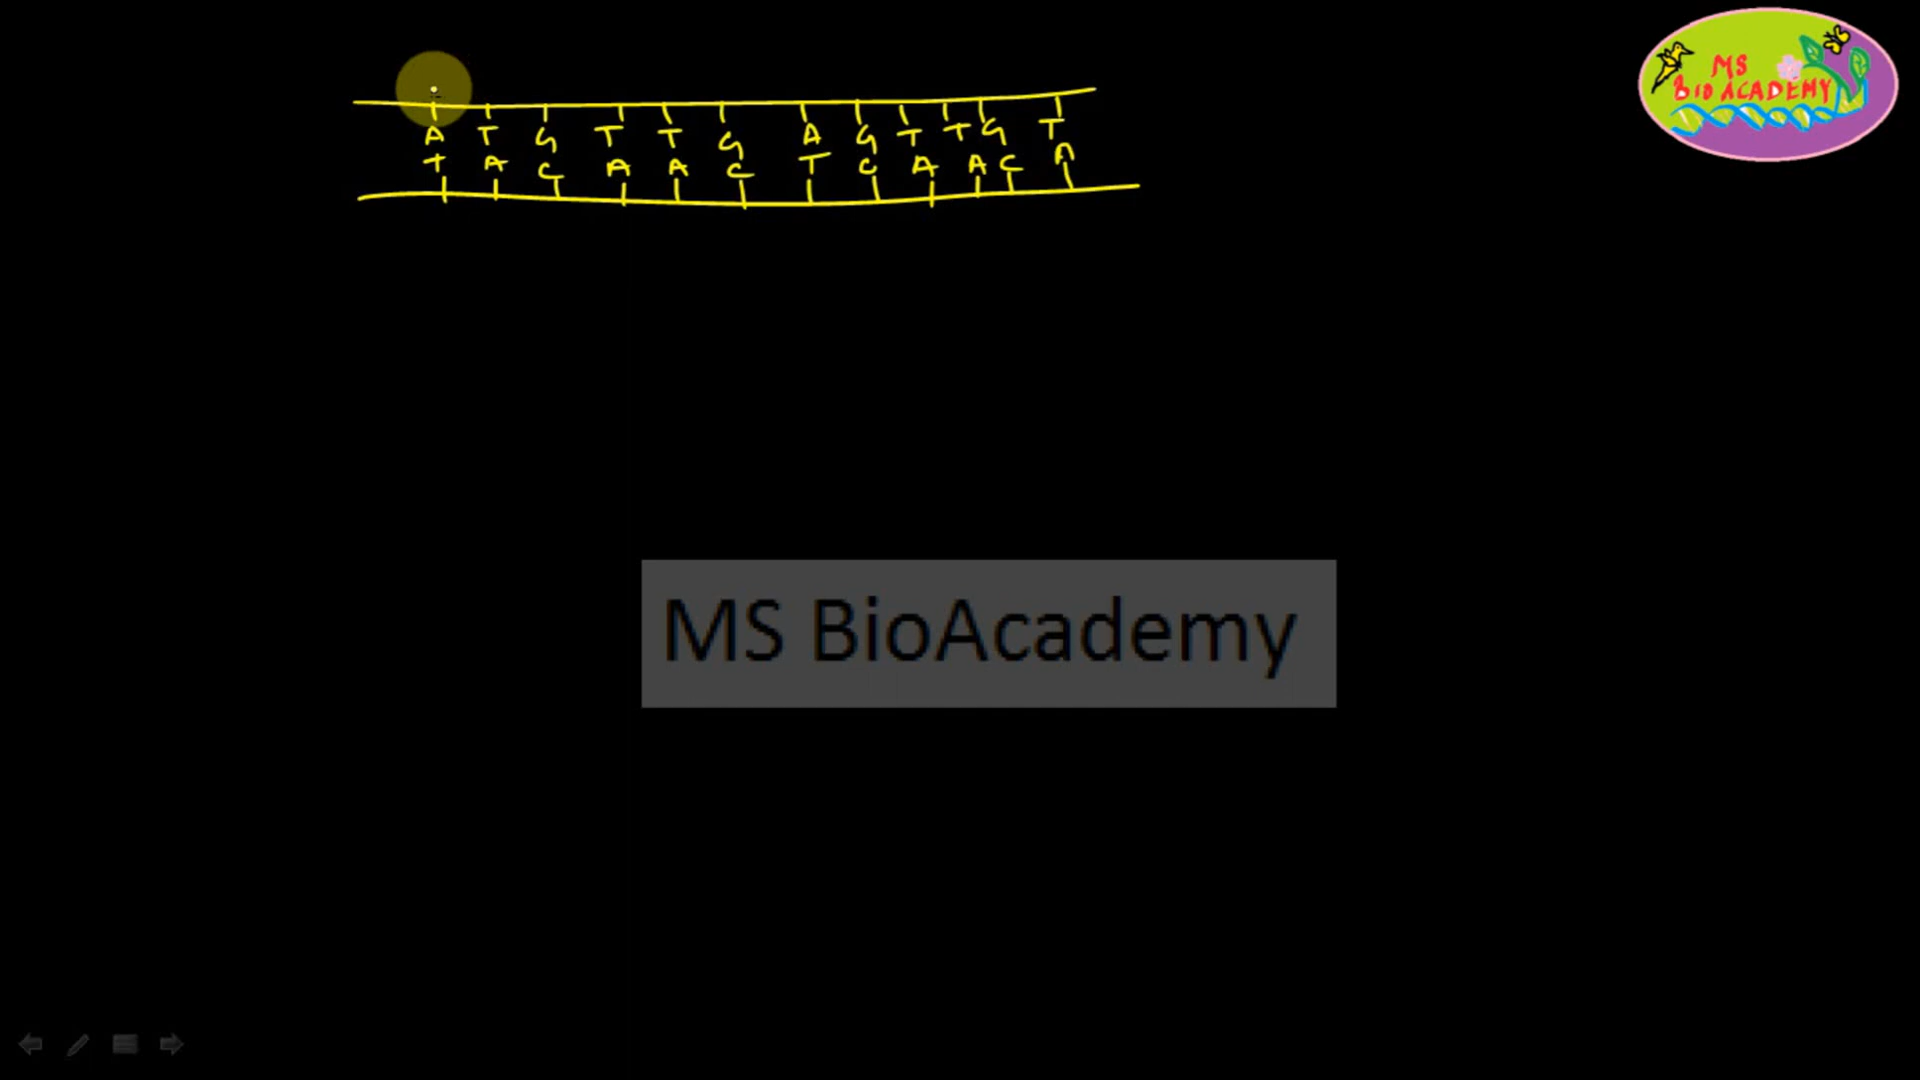 A T G T T G A G T T G T
T A C A A C T C A A C A
MS
BIO ACADEMY
MS BioAcademy